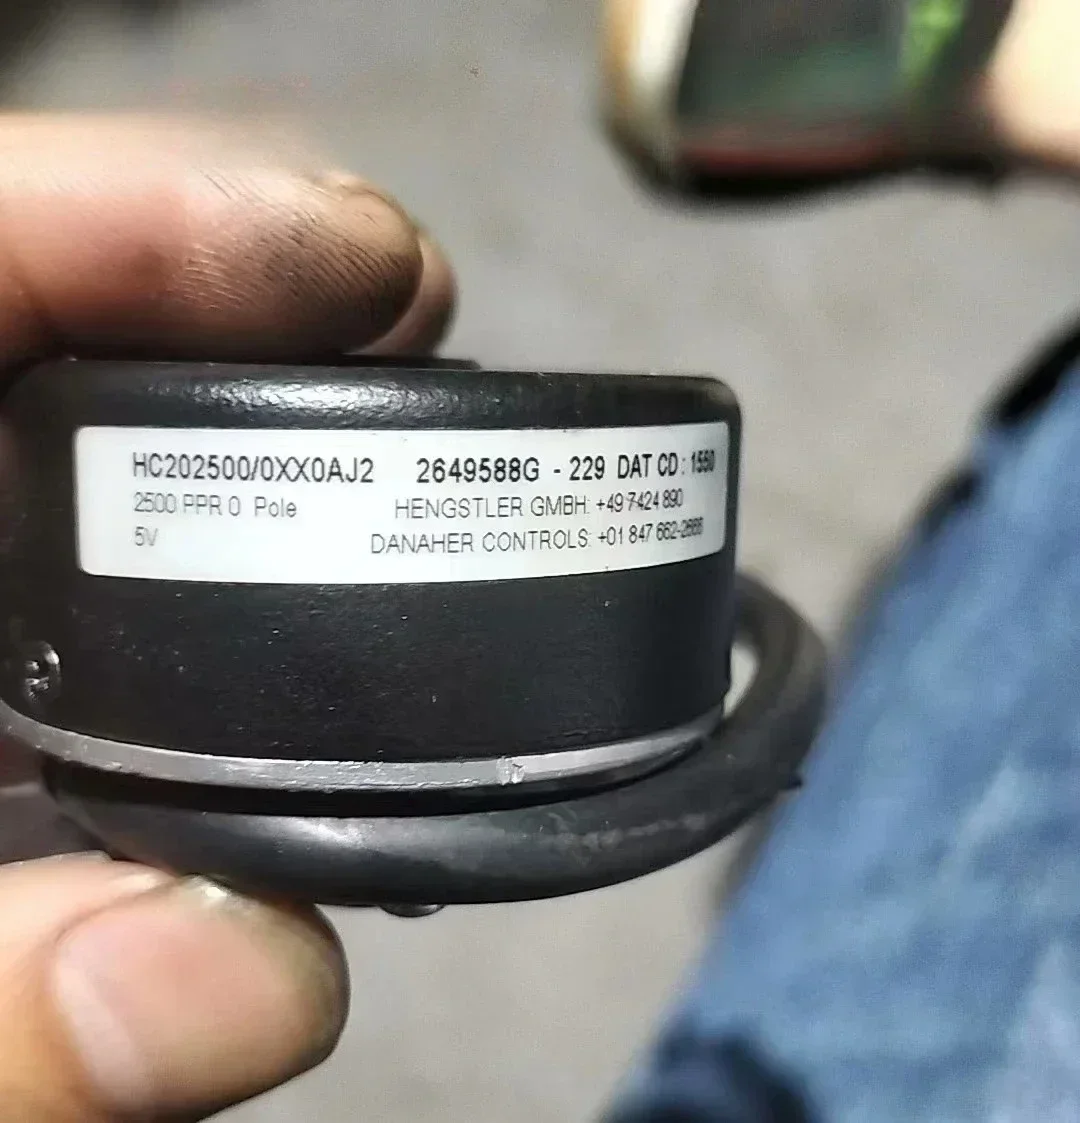 HC202500/0XX0AJ2 2649588G - 229 DAT CD: 1550
2500 PPR 0 Pole HENGSTLER GMBH: +49 7424 890
5V DANAHER CONTROLS: +01 847 662-2666